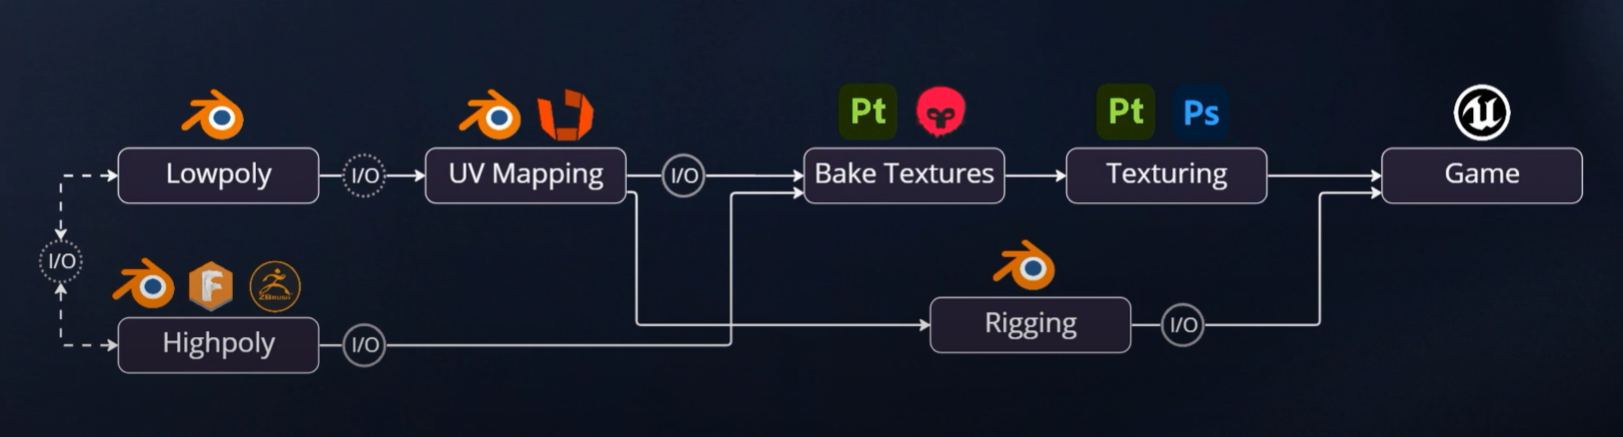 Pt
Pt
Ps
Lowpoly
I/O
UV Mapping
I/O
Bake Textures
Texturing
Game
I/O
F
ZBRUSH
Highpoly
I/O
Rigging
I/O